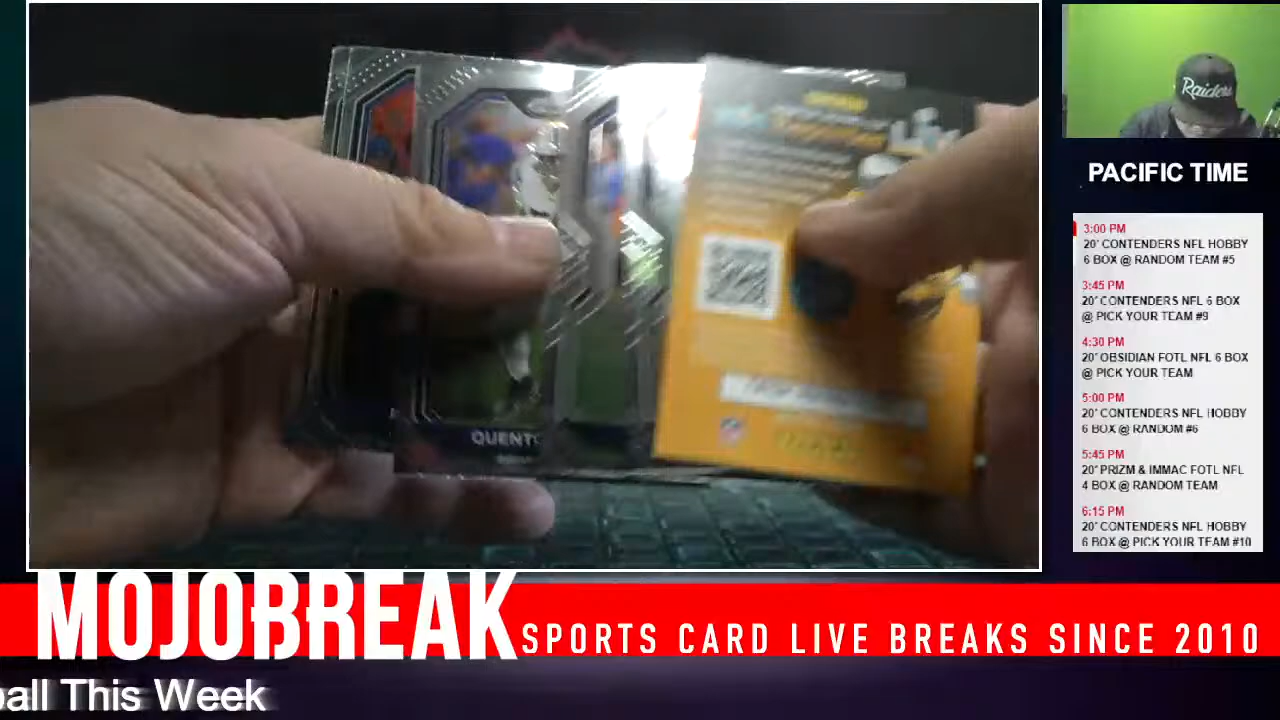 Raiders
PACIFIC TIME
3:00 PM
20' CONTENDERS NFL HOBBY
6 BOX @ RANDOM TEAM #5
3:45 PM
20' CONTENDERS NFL 6 BOX
@ PICK YOUR TEAM #9
4:30 PM
20' OBSIDIAN FOTL NFL 6 BOX
@ PICK YOUR TEAM
5:00 PM
20' CONTENDERS NFL HOBBY
6 BOX @ RANDOM #6
5:45 PM
20' PRIZM & IMMAC FOTL NFL
4 BOX @ RANDOM TEAM
6:15 PM
20' CONTENDERS NFL HOBBY
6 BOX @ PICK YOUR TEAM #10
QUENT
MOJOBREAK
SPORTS CARD LIVE BREAKS SINCE 2010
ball This Week